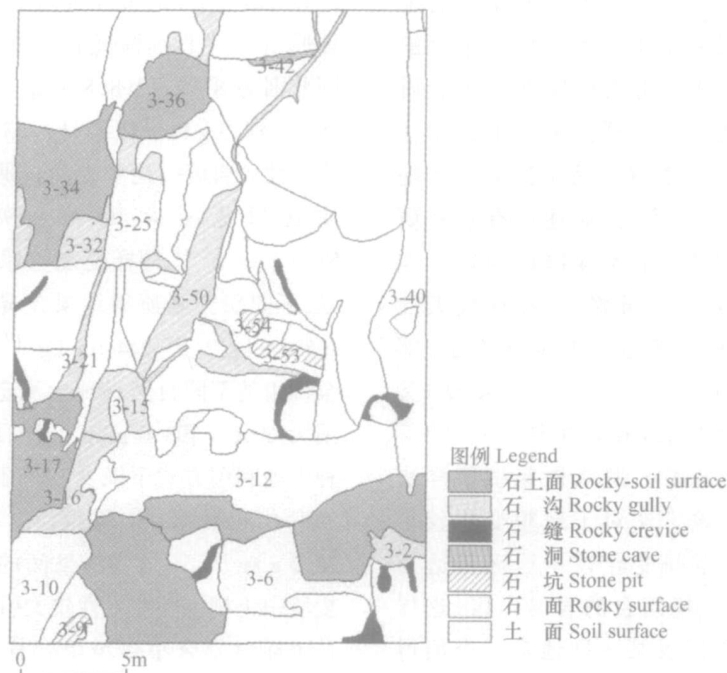 3-42
3-36
3-34
3-25
3-32
3-50
3-40
3-54
3-53
3-21
3-15
3-12
3-17
3-16
3-2
3-6
3-10
3-9
0 5m
图例 Legend
石土面 Rocky-soil surface
石 沟 Rocky gully
石 缝 Rocky crevice
石 洞 Stone cave
石 坑 Stone pit
石 面 Rocky surface
土 面 Soil surface